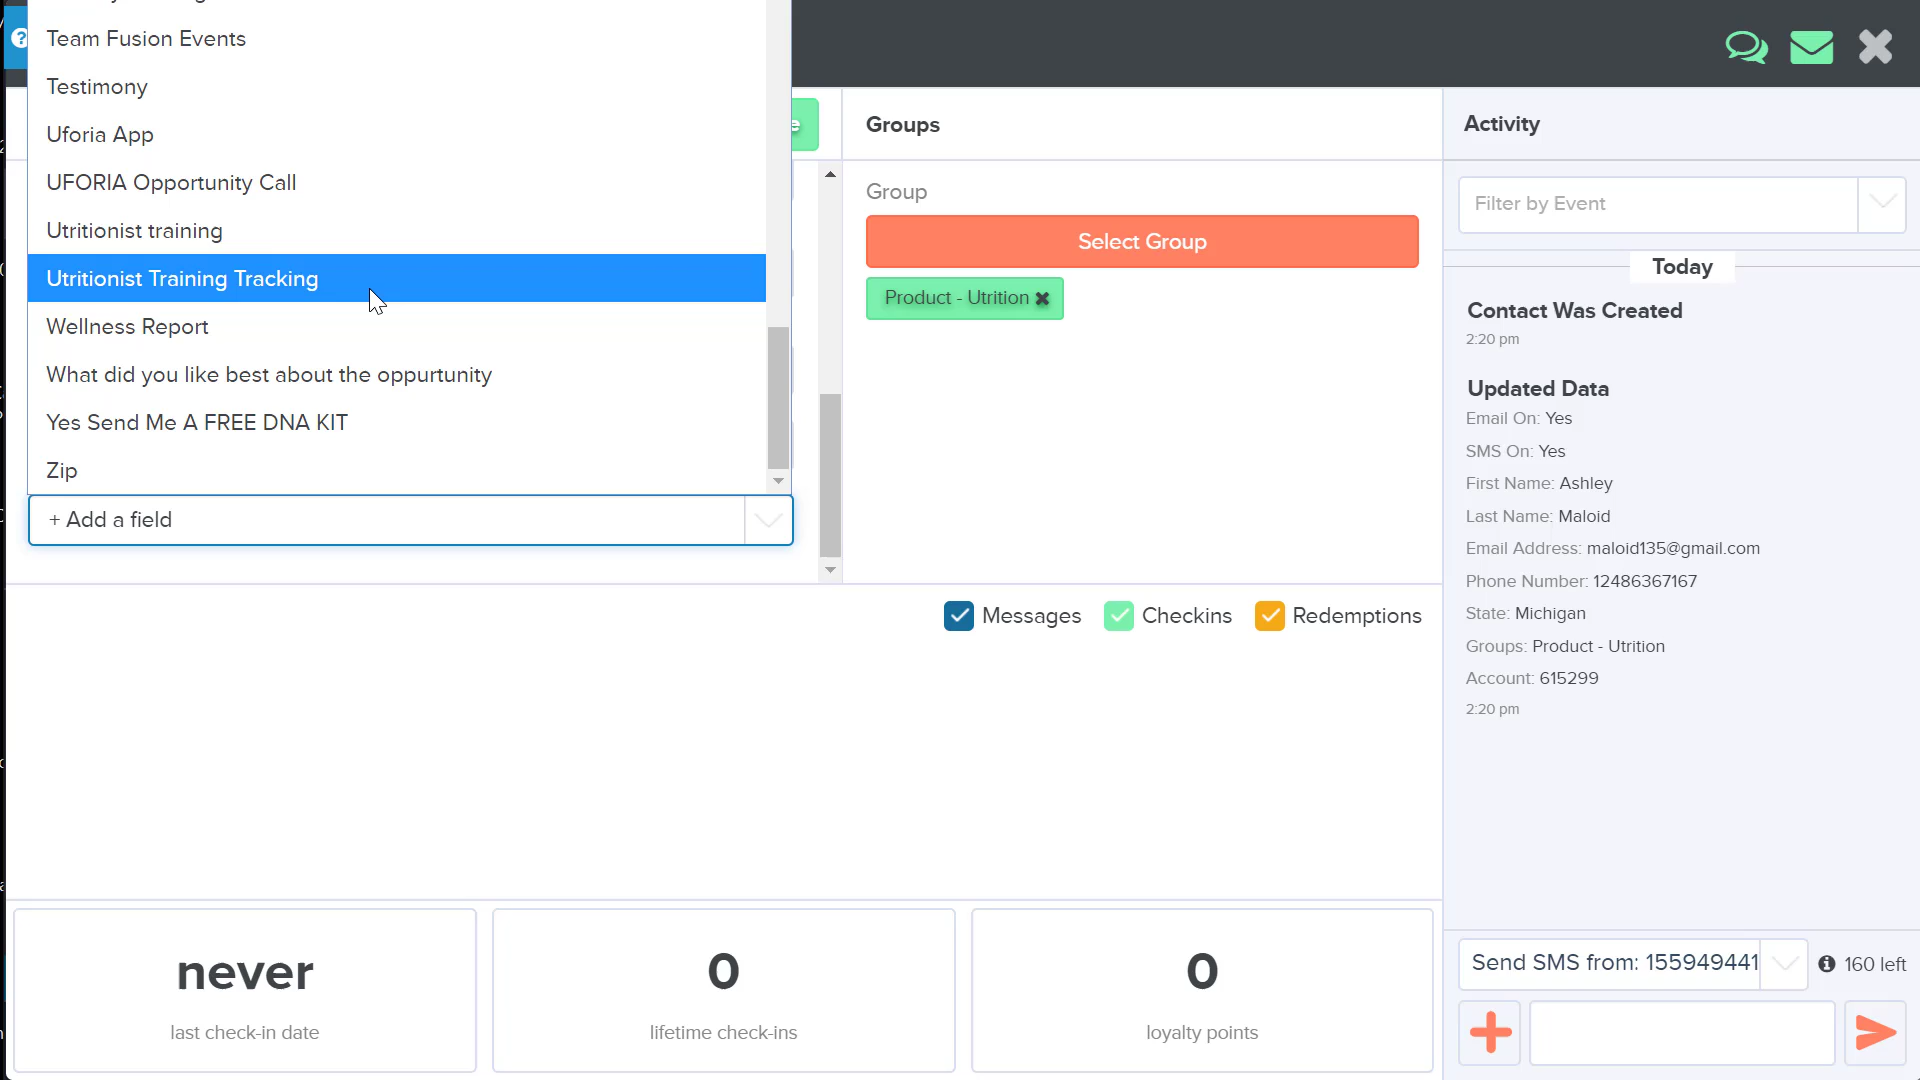 Team Fusion Events
Testimony
Uforia App
UFORIA Opportunity Call
Utritionist training
Utritionist Training Tracking
Wellness Report
What did you like best about the oppurtunity
Yes Send Me A FREE DNA KIT
Zip
+ Add a field
Groups
Group
Select Group
Product - Utrition
Messages
Checkins
Redemptions
never
last check-in date
0
lifetime check-ins
0
loyalty points
Activity
Filter by Event
Today
Contact Was Created
2:20 pm
Updated Data
Email On: Yes
SMS On: Yes
First Name: Ashley
Last Name: Maloid
Email Address: maloid135@gmail.com
Phone Number: 12486367167
State: Michigan
Groups: Product - Utrition
Account: 615299
2:20 pm
Send SMS from: 155949441
160 left